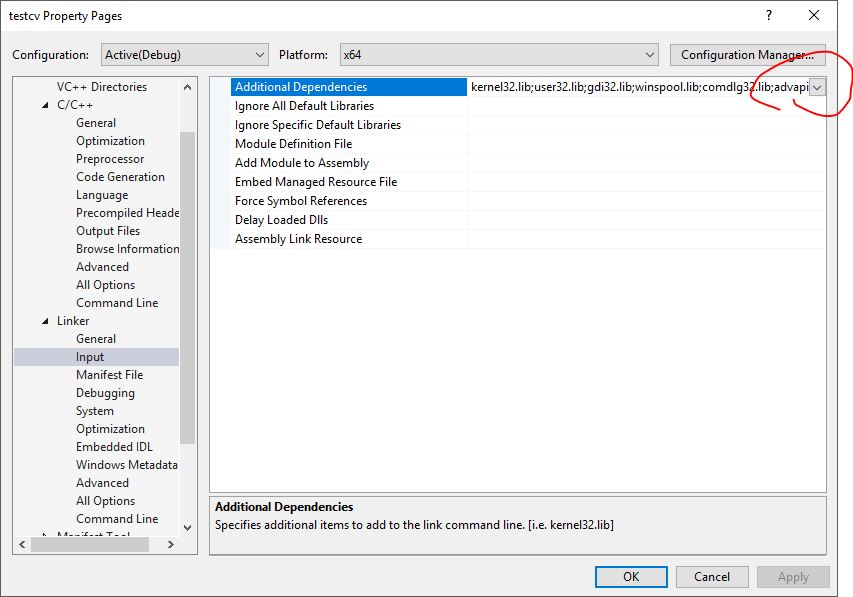 testcv Property Pages
?
Configuration: Active(Debug) Platform: x64 Configuration Manager...
VC++ Directories
C/C++
General
Optimization
Preprocessor
Code Generation
Language
Precompiled Heade
Output Files
Browse Information
Advanced
All Options
Command Line
Linker
General
Input
Manifest File
Debugging
System
Optimization
Embedded IDL
Windows Metadata
Advanced
All Options
Command Line
Manifest Tool
Additional Dependencies kernel32.lib;user32.lib;gdi32.lib;winspool.lib;comdlg32.lib;advapi
Ignore All Default Libraries
Ignore Specific Default Libraries
Module Definition File
Add Module to Assembly
Embed Managed Resource File
Force Symbol References
Delay Loaded Dlls
Assembly Link Resource
Additional Dependencies
Specifies additional items to add to the link command line. [i.e. kernel32.lib]
OK Cancel Apply